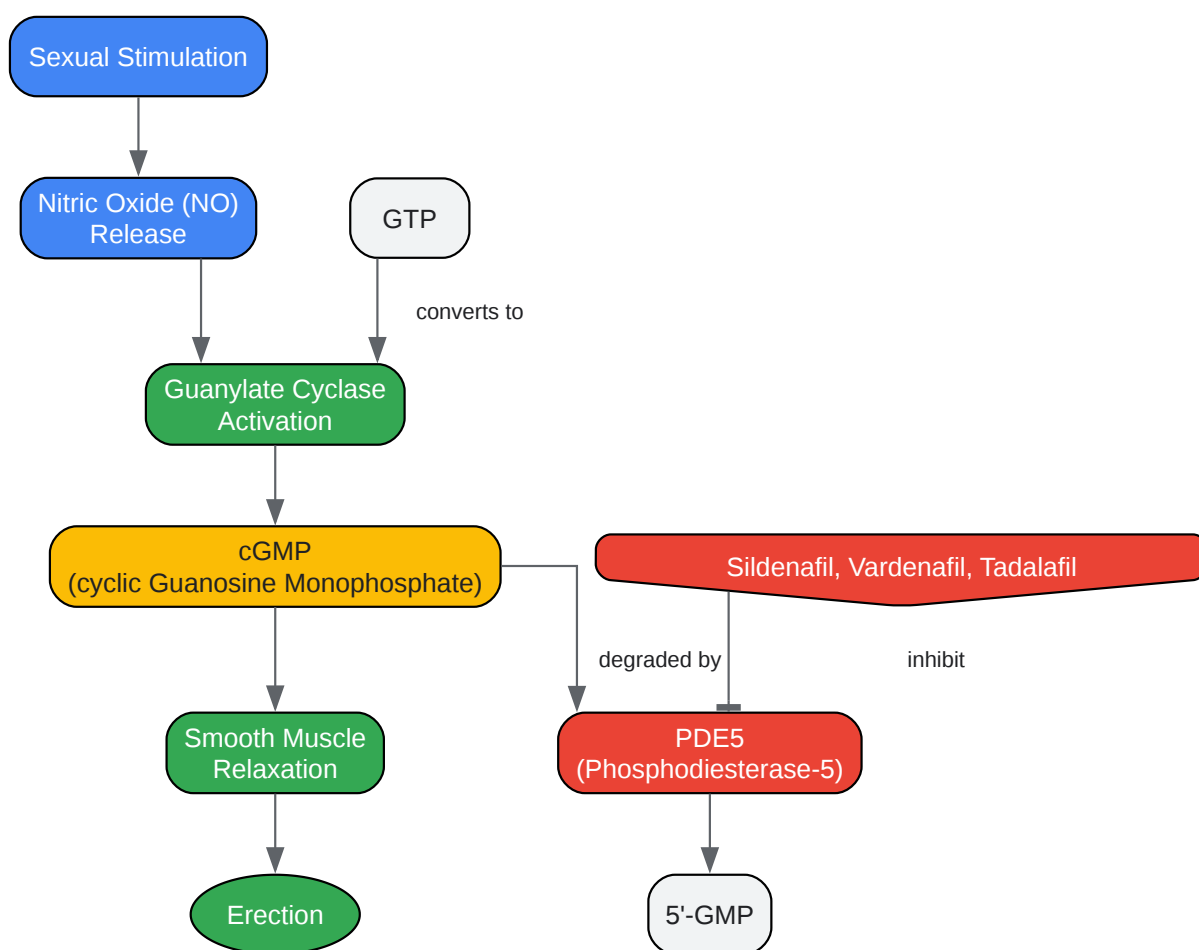 Sexual Stimulation
Nitric Oxide (NO)
Release
GTP
converts to
Guanylate Cyclase
Activation
cGMP
(cyclic Guanosine Monophosphate)
Sildenafil, Vardenafil, Tadalafil
degraded by
inhibit
Smooth Muscle
Relaxation
PDE5
(Phosphodiesterase-5)
Erection
5'-GMP